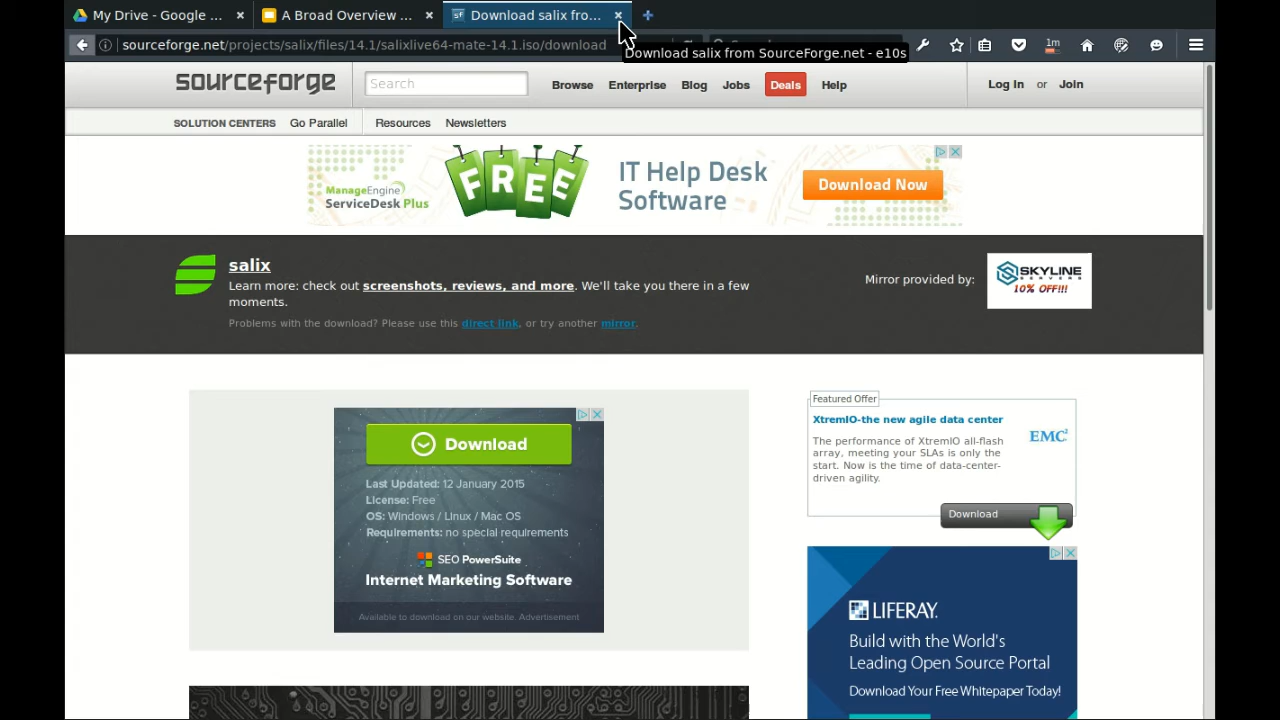 My Drive - Google ...
A Broad Overview ...
Download salix fro...
sourceforge.net/projects/salix/files/14.1/salixlive64-mate-14.1.iso/download
Download salix from SourceForge.net - e10s
1m
sourceforge
Search
Browse
Enterprise
Blog
Jobs
Deals
Help
Log In or Join
SOLUTION CENTERS
Go Parallel
Resources
Newsletters
ManageEngine
ServiceDesk Plus
FREE
IT Help Desk
Software
Download Now
salix
Learn more: check out screenshots, reviews, and more. We'll take you there in a few
moments.
Problems with the download? Please use this direct link, or try another mirror.
Mirror provided by:
SKYLINE
SERVERS
10% OFF!!!
Download
Last Updated: 12 January 2015
License: Free
OS: Windows / Linux / Mac OS
Requirements: no special requirements
SEO PowerSuite
Internet Marketing Software
Available to download on our website. Advertisement
Featured Offer
XtremIO-the new agile data center
The performance of XtremIO all-flash
array, meeting your SLAs is only the
start. Now is the time of data-center-
driven agility.
EMC²
Download
LIFERAY.
Build with the World's
Leading Open Source Portal
Download Your Free Whitepaper Today!